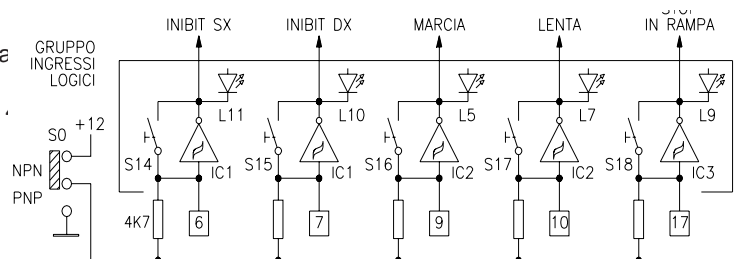 INIBIT SX INIBIT DX MARCIA LENTA
IN RAMPA
GRUPPO
INGRESSI
LOGICI
L11 L10 L5 L7 L9
S0 +12
NPN
PNP
S14 IC1 S15 IC1 S16 IC2 S17 IC2 S18 IC3
4K7 6 7 9 10 17